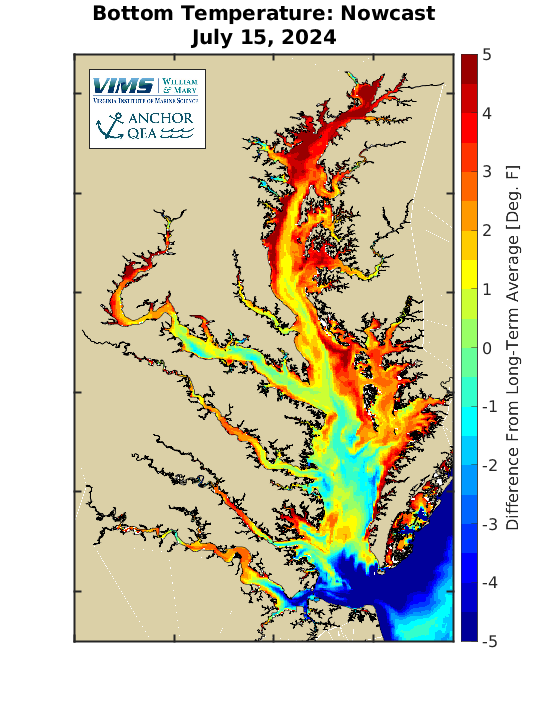 Bottom Temperature: Nowcast
July 15, 2024
VIMS
WILLIAM
& MARY
VIRGINIA INSTITUTE OF MARINE SCIENCE
ANCHOR
QEA
5
4
3
2
1
0
-1
-2
-3
-4
-5
Difference From Long-Term Average [Deg. F]